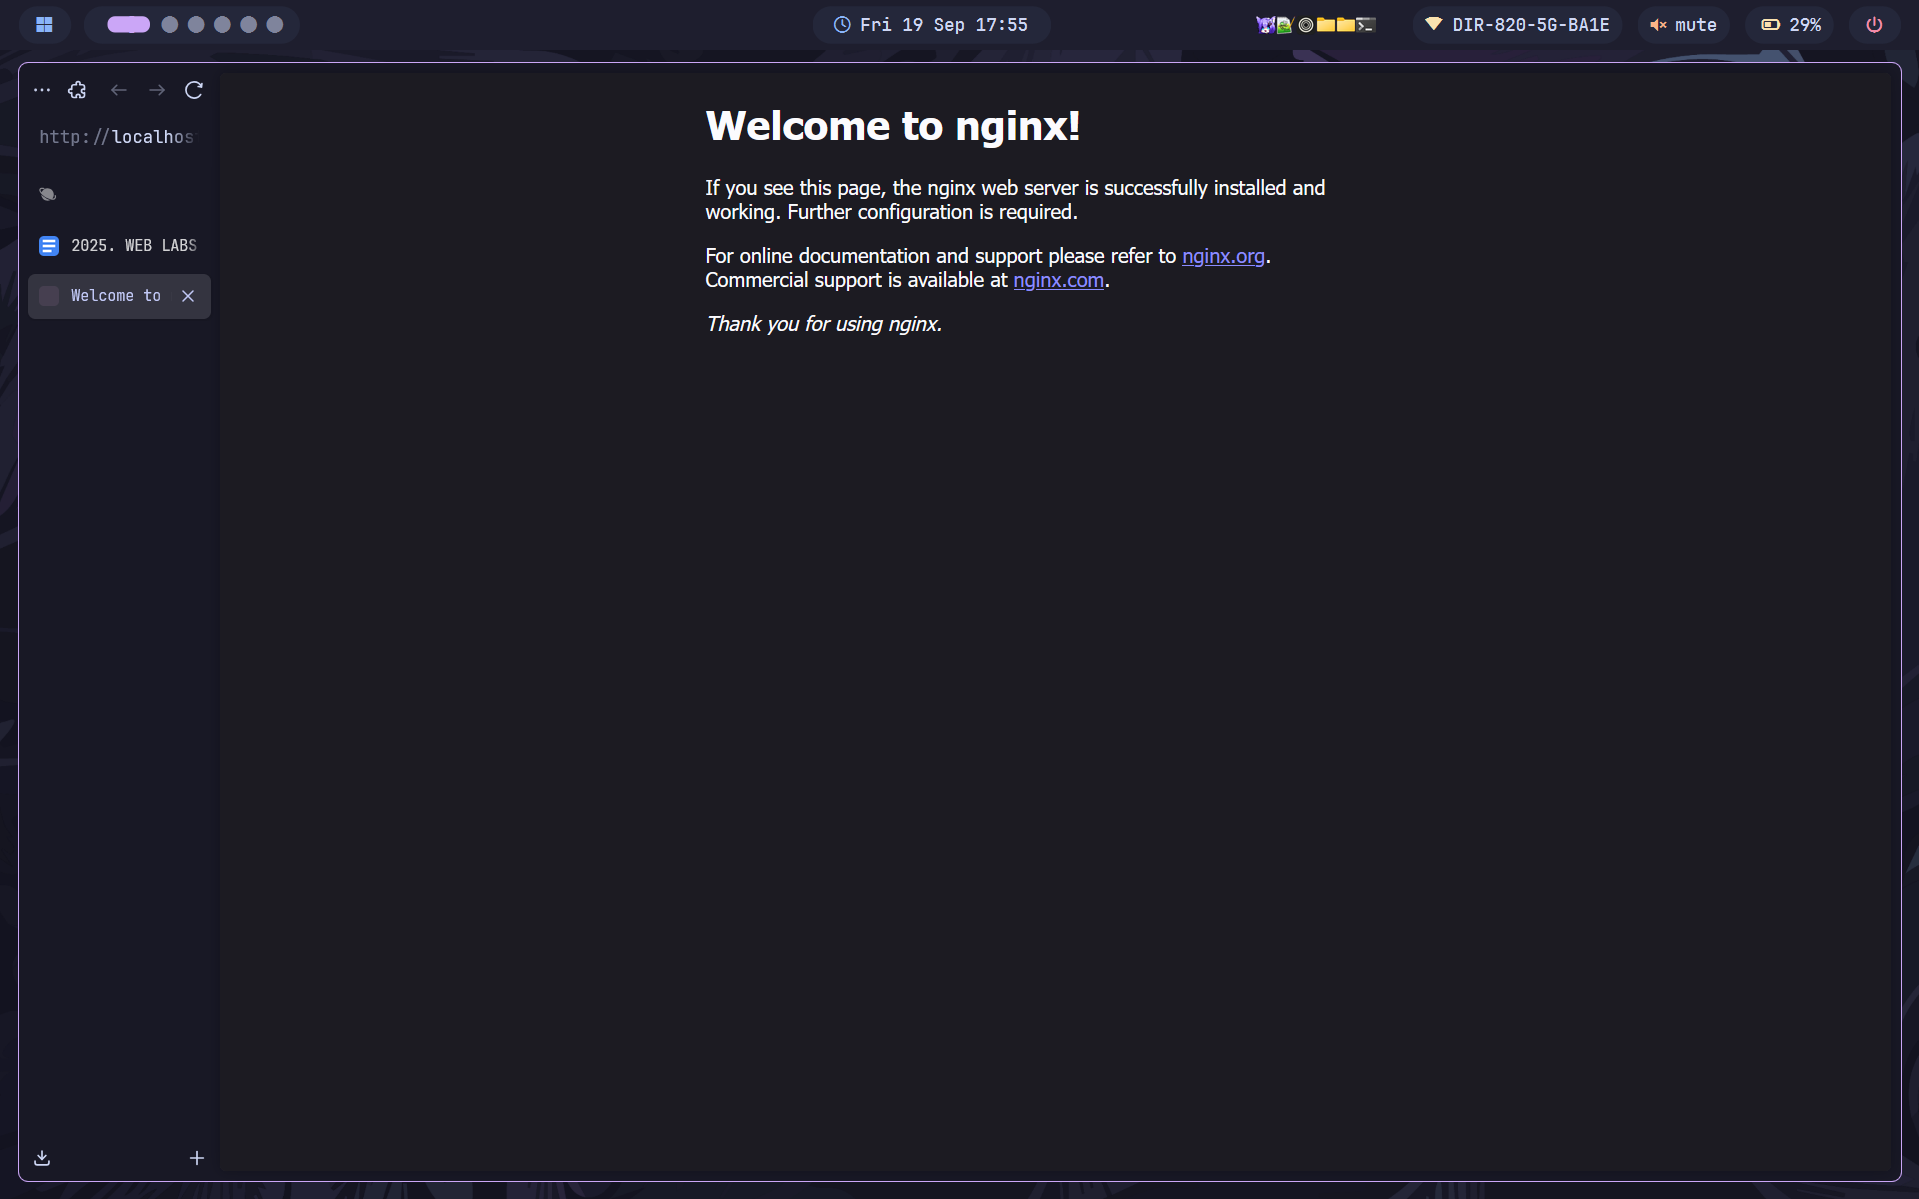 Fri 19 Sep 17:55
DIR-820-5G-BA1E
mute
29%
http://localhos
2025. WEB LABS
Welcome to
Welcome to nginx!
If you see this page, the nginx web server is successfully installed and
working. Further configuration is required.
For online documentation and support please refer to nginx.org.
Commercial support is available at nginx.com.
Thank you for using nginx.